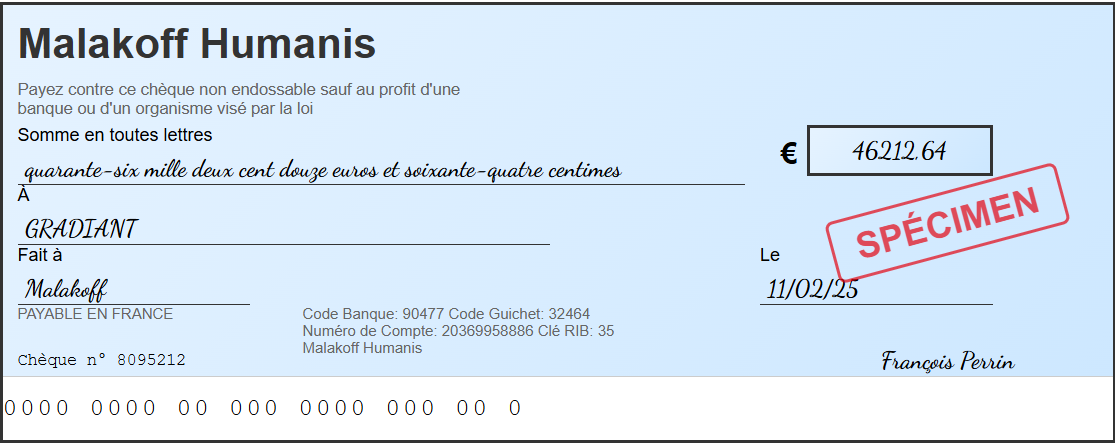 Malakoff Humanis
Payez contre ce chèque non endossable sauf au profit d'une
banque ou d'un organisme visé par la loi
Somme en toutes lettres
quarante-six mille deux cent douze euros et soixante-quatre centimes
€ 46212.64
À
GRADIANT
SPÉCIMEN
Fait à
Le
Malakoff
11/02/25
PAYABLE EN FRANCE
Code Banque: 90477 Code Guichet: 32464
Numéro de Compte: 20369958886 Clé RIB: 35
Malakoff Humanis
Chèque n° 8095212
François Perrin
0000 0000 00 000 0000 000 00 0